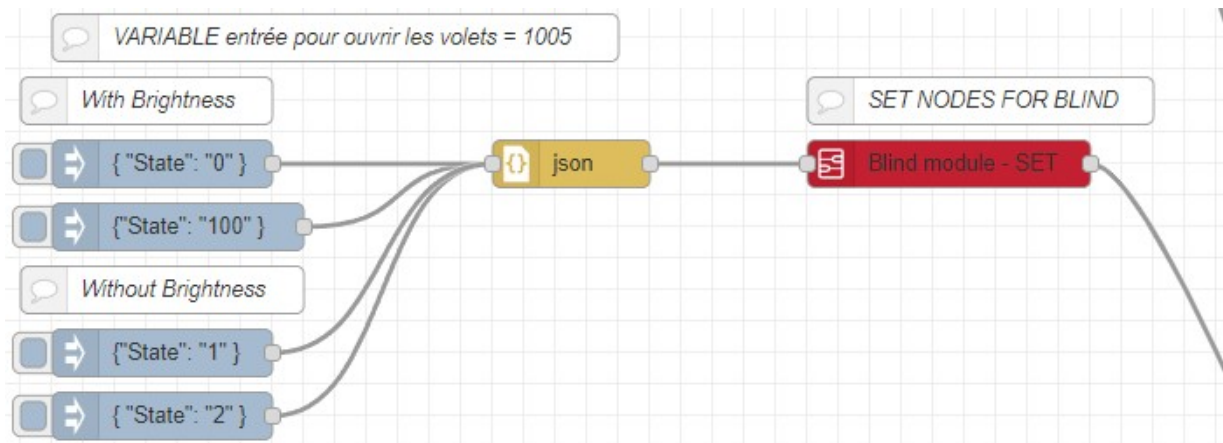 VARIABLE entrée pour ouvrir les volets = 1005
With Brightness
SET NODES FOR BLIND
{ "State": "0" }
json
Blind module - SET
{"State": "100" }
Without Brightness
{"State": "1" }
{ "State": "2" }